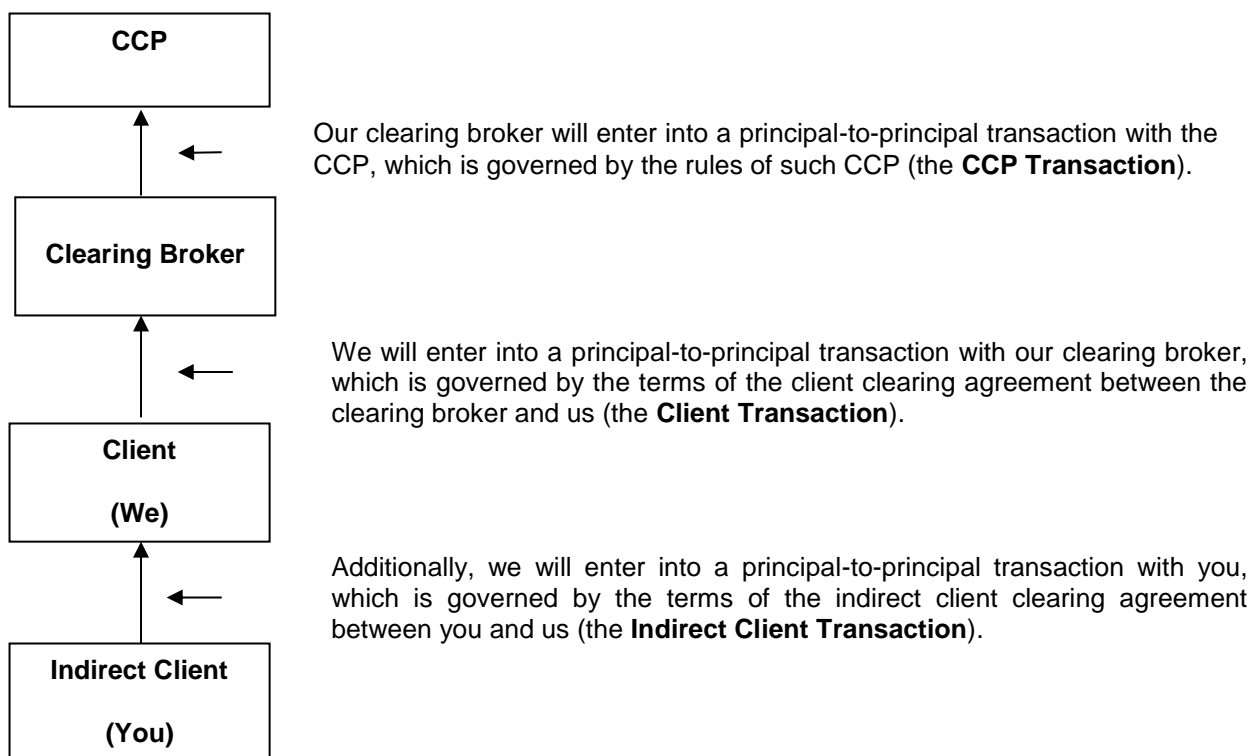 CCP
Our clearing broker will enter into a principal-to-principal transaction with the
CCP, which is governed by the rules of such CCP (the CCP Transaction).
Clearing Broker
We will enter into a principal-to-principal transaction with our clearing broker,
which is governed by the terms of the client clearing agreement between the
clearing broker and us (the Client Transaction).
Client
(We)
Additionally, we will enter into a principal-to-principal transaction with you,
which is governed by the terms of the indirect client clearing agreement
between you and us (the Indirect Client Transaction).
Indirect Client
(You)